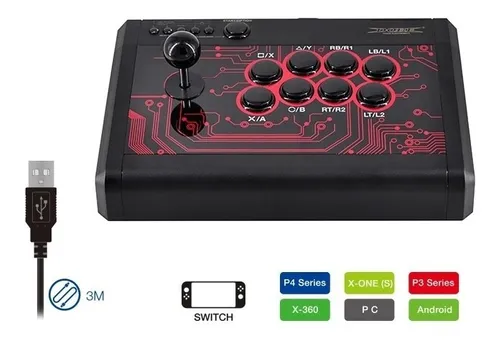 □/X
△/Y
RB/R1
LB/L1
X/A
○/B
RT/R2
LT/L2
3M
SWITCH
P4 Series
X-ONE (S)
P3 Series
X-360
P C
Android